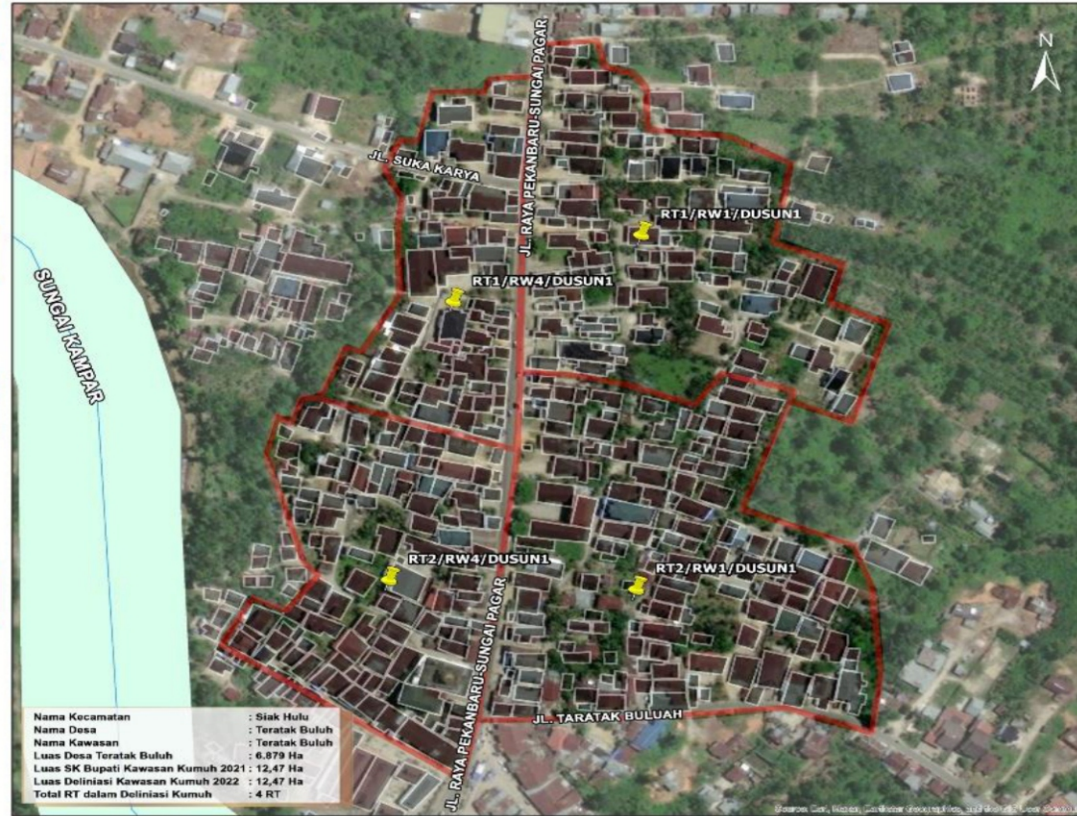 N
JL. RAYA PEKANBARU-SUNGAI PAGAR
JL. SUKA KARYA
RT1/RW1/DUSUN1
RT1/RW4/DUSUN1
SUNGAI KAMPAR
RT2/RW4/DUSUN1
RT2/RW1/DUSUN1
JL. RAYA PEKANBARU-SUNGAI PAGAR
JL. TARATAK BULUAH
Nama Kecamatan : Siak Hulu
Nama Desa : Teratak Buluh
Nama Kawasan : Teratak Buluh
Luas Desa Teratak Buluh : 6.879 Ha
Luas SK Bupati Kawasan Kumuh 2021 : 12,47 Ha
Luas Deliniasi Kawasan Kumuh 2022 : 12,47 Ha
Total RT dalam Deliniasi Kumuh : 4 RT